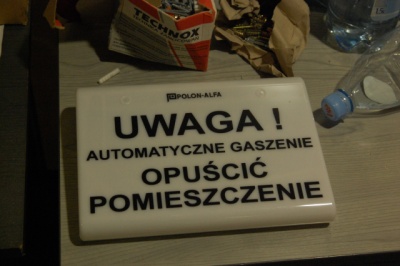 TECHNOX
POLON-ALFA
UWAGA !
AUTOMATYCZNE GASZENIE
OPUŚCIĆ
POMIESZCZENIE